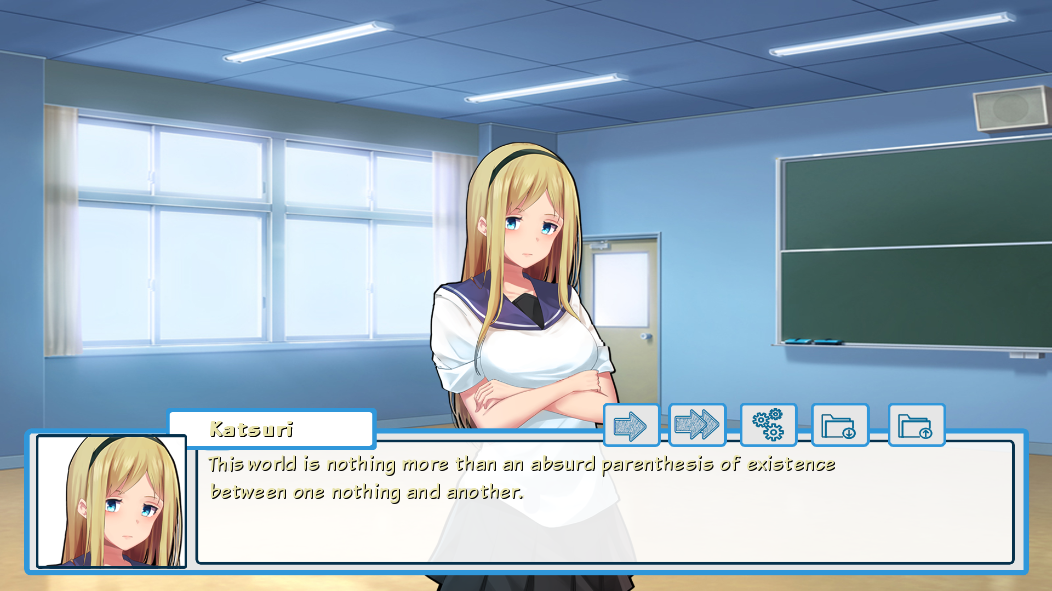 Katsuri
This world is nothing more than an absurd parenthesis of existence
between one nothing and another.